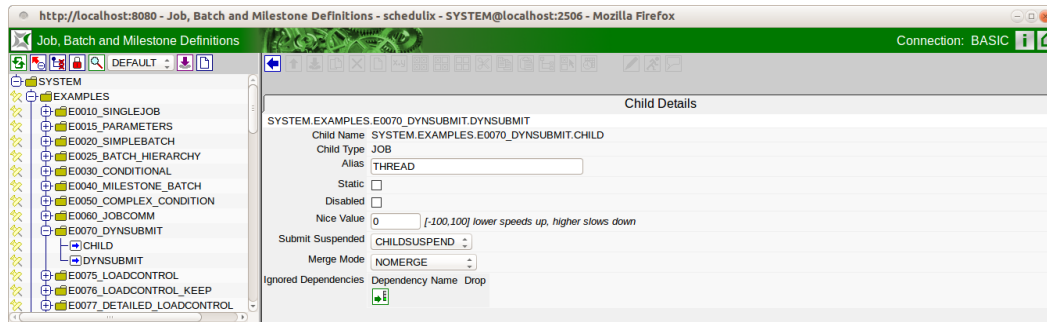 http://localhost:8080 - Job, Batch and Milestone Definitions - schedulix - SYSTEM@localhost:2506 - Mozilla Firefox
Job, Batch and Milestone Definitions
Connection: BASIC
DEFAULT
SYSTEM
EXAMPLES
E0010_SINGLEJOB
E0015_PARAMETERS
E0020_SIMPLEBATCH
E0025_BATCH_HIERARCHY
E0030_CONDITIONAL
E0040_MILESTONE_BATCH
E0050_COMPLEX_CONDITION
E0060_JOBCOMM
E0070_DYNSUBMIT
CHILD
DYNSUBMIT
E0075_LOADCONTROL
E0076_LOADCONTROL_KEEP
E0077_DETAILED_LOADCONTROL
Child Details
SYSTEM.EXAMPLES.E0070_DYNSUBMIT.DYNSUBMIT
Child Name SYSTEM.EXAMPLES.E0070_DYNSUBMIT.CHILD
Child Type JOB
Alias THREAD
Static
Disabled
Nice Value 0 [-100,100] lower speeds up, higher slows down
Submit Suspended CHILDSUSPEND
Merge Mode NOMERGE
Ignored Dependencies Dependency Name Drop